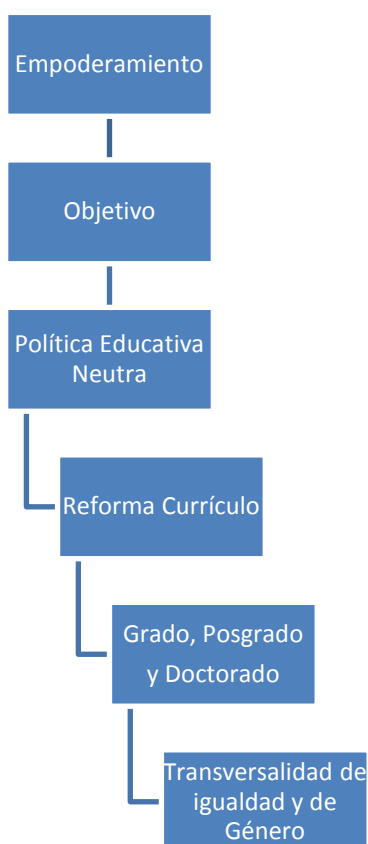 Empoderamiento
Objetivo
Política Educativa
Neutra
Reforma Currículo
Grado, Posgrado
y Doctorado
Transversalidad de
igualdad y de
Género